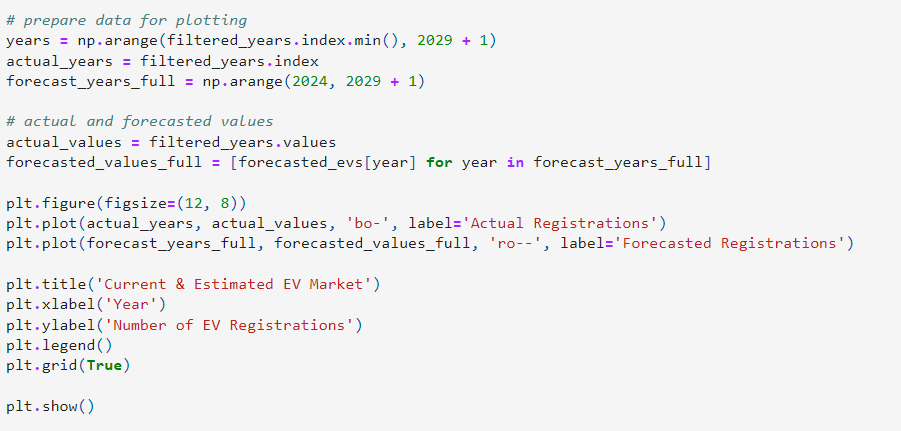 # prepare data for plotting
years = np.arange(filtered_years.index.min(), 2029 + 1)
actual_years = filtered_years.index
forecast_years_full = np.arange(2024, 2029 + 1)
# actual and forecasted values
actual_values = filtered_years.values
forecasted_values_full = [forecasted_evs[year] for year in forecast_years_full]
plt.figure(figsize=(12, 8))
plt.plot(actual_years, actual_values, 'bo-', label='Actual Registrations')
plt.plot(forecast_years_full, forecasted_values_full, 'ro--', label='Forecasted Registrations')
plt.title('Current & Estimated EV Market')
plt.xlabel('Year')
plt.ylabel('Number of EV Registrations')
plt.legend()
plt.grid(True)
plt.show()